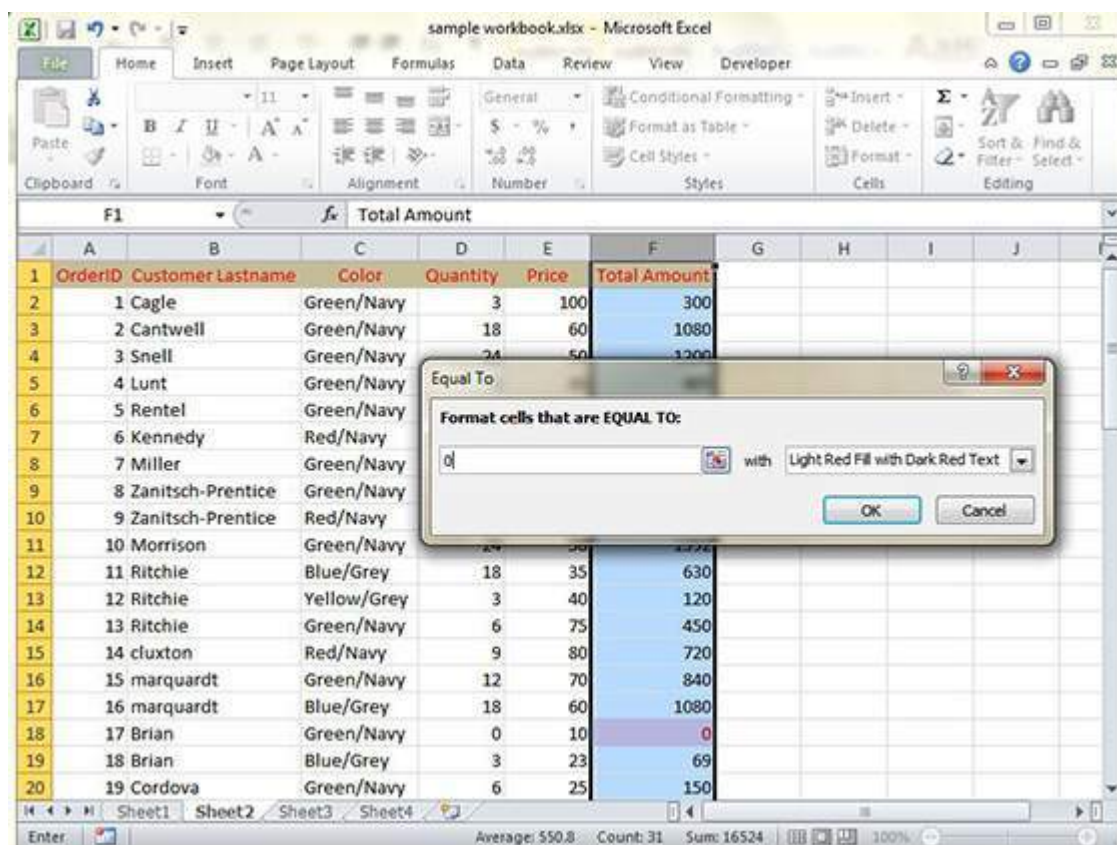 sample workbook.xlsx - Microsoft Excel
File Home Insert Page Layout Formulas Data Review View Developer
11 General Conditional Formatting Insert Σ
Paste B I U A A $ % , Format as Table Delete Sort & Find &
A Cell Styles Format Filter Select
Clipboard Font Alignment Number Styles Cells Editing
F1 fx Total Amount
A B C D E F G H I J
1 OrderID Customer Lastname Color Quantity Price Total Amount
2 1 Cagle Green/Navy 3 100 300
3 2 Cantwell Green/Navy 18 60 1080
4 3 Snell Green/Navy 24 50 1200
5 4 Lunt Green/Navy
6 5 Rentel Green/Navy
7 6 Kennedy Red/Navy
8 7 Miller Green/Navy
9 8 Zanitsch-Prentice Green/Navy
10 9 Zanitsch-Prentice Red/Navy
11 10 Morrison Green/Navy
Equal To
Format cells that are EQUAL TO:
0 with Light Red Fill with Dark Red Text
OK Cancel
12 11 Ritchie Blue/Grey 18 35 630
13 12 Ritchie Yellow/Grey 3 40 120
14 13 Ritchie Green/Navy 6 75 450
15 14 cluxton Red/Navy 9 80 720
16 15 marquardt Green/Navy 12 70 840
17 16 marquardt Blue/Grey 18 60 1080
18 17 Brian Green/Navy 0 10 0
19 18 Brian Blue/Grey 3 23 69
20 19 Cordova Green/Navy 6 25 150
Sheet1 Sheet2 Sheet3 Sheet4
Enter Average: 550.8 Count: 31 Sum: 16524 100%